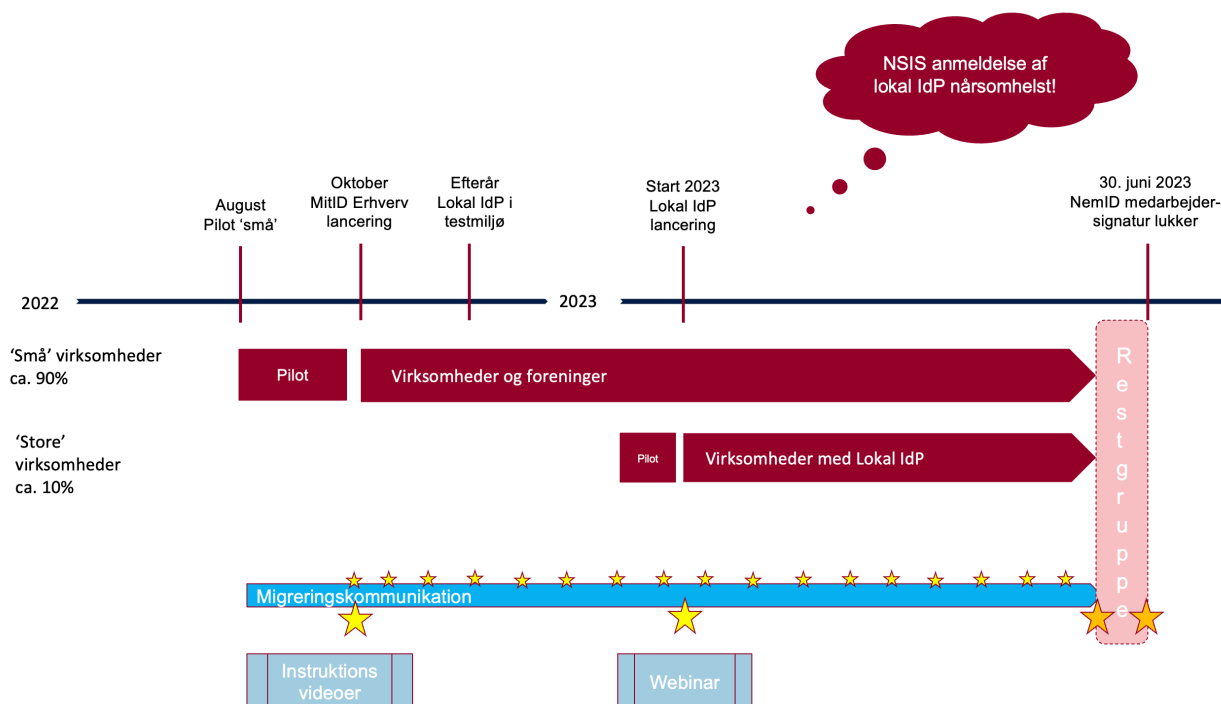 NSIS anmeldelse af
lokal IdP nårsomhelst!
August
Pilot ‘små’
Oktober
MitID Erhverv
lancering
Efterår
Lokal IdP i
testmiljø
Start 2023
Lokal IdP
lancering
30. juni 2023
NemID medarbejder-
signatur lukker
2022
2023
‘Små’ virksomheder
ca. 90%
Pilot
Virksomheder og foreninger
‘Store’
virksomheder
ca. 10%
Pilot
Virksomheder med Lokal IdP
Restgruppe
Migreringskommunikation
Instruktions
videoer
Webinar